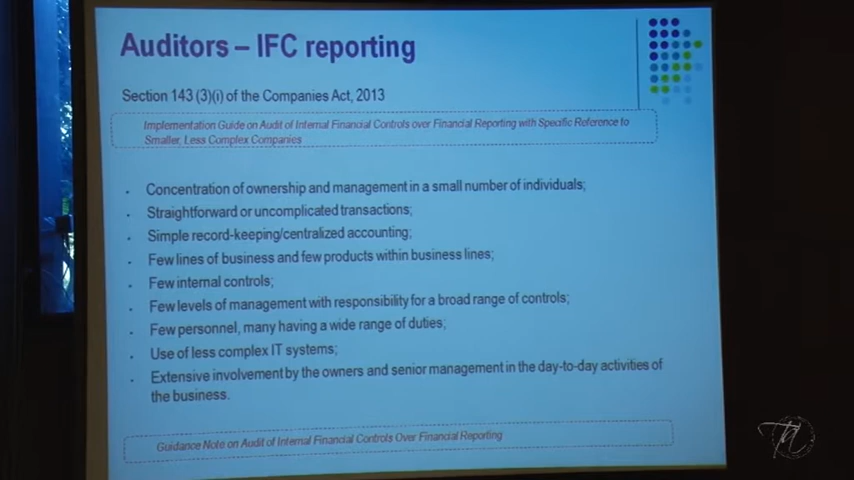 Auditors – IFC reporting
Section 143 (3)(i) of the Companies Act, 2013
Implementation Guide on Audit of Internal Financial Controls over Financial Reporting with Specific Reference to
Smaller, Less Complex Companies
• Concentration of ownership and management in a small number of individuals;
• Straightforward or uncomplicated transactions;
• Simple record-keeping/centralized accounting;
• Few lines of business and few products within business lines;
• Few internal controls;
• Few levels of management with responsibility for a broad range of controls;
• Few personnel, many having a wide range of duties;
• Use of less complex IT systems;
• Extensive involvement by the owners and senior management in the day-to-day activities of
the business.
Guidance Note on Audit of Internal Financial Controls Over Financial Reporting